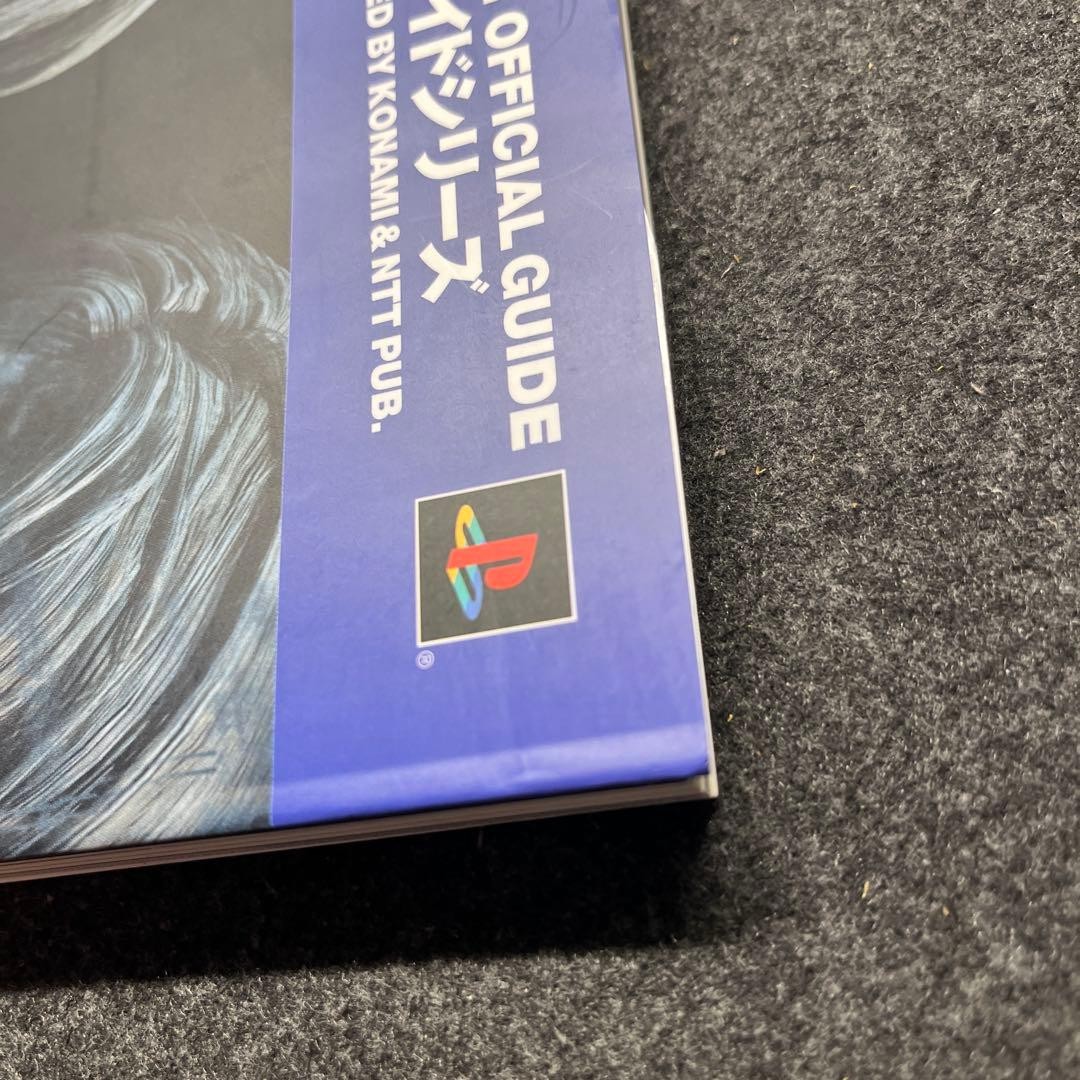 OFFICIAL GUIDE
イドシリーズ
ED BY KONAMI & NTT PUB.
®